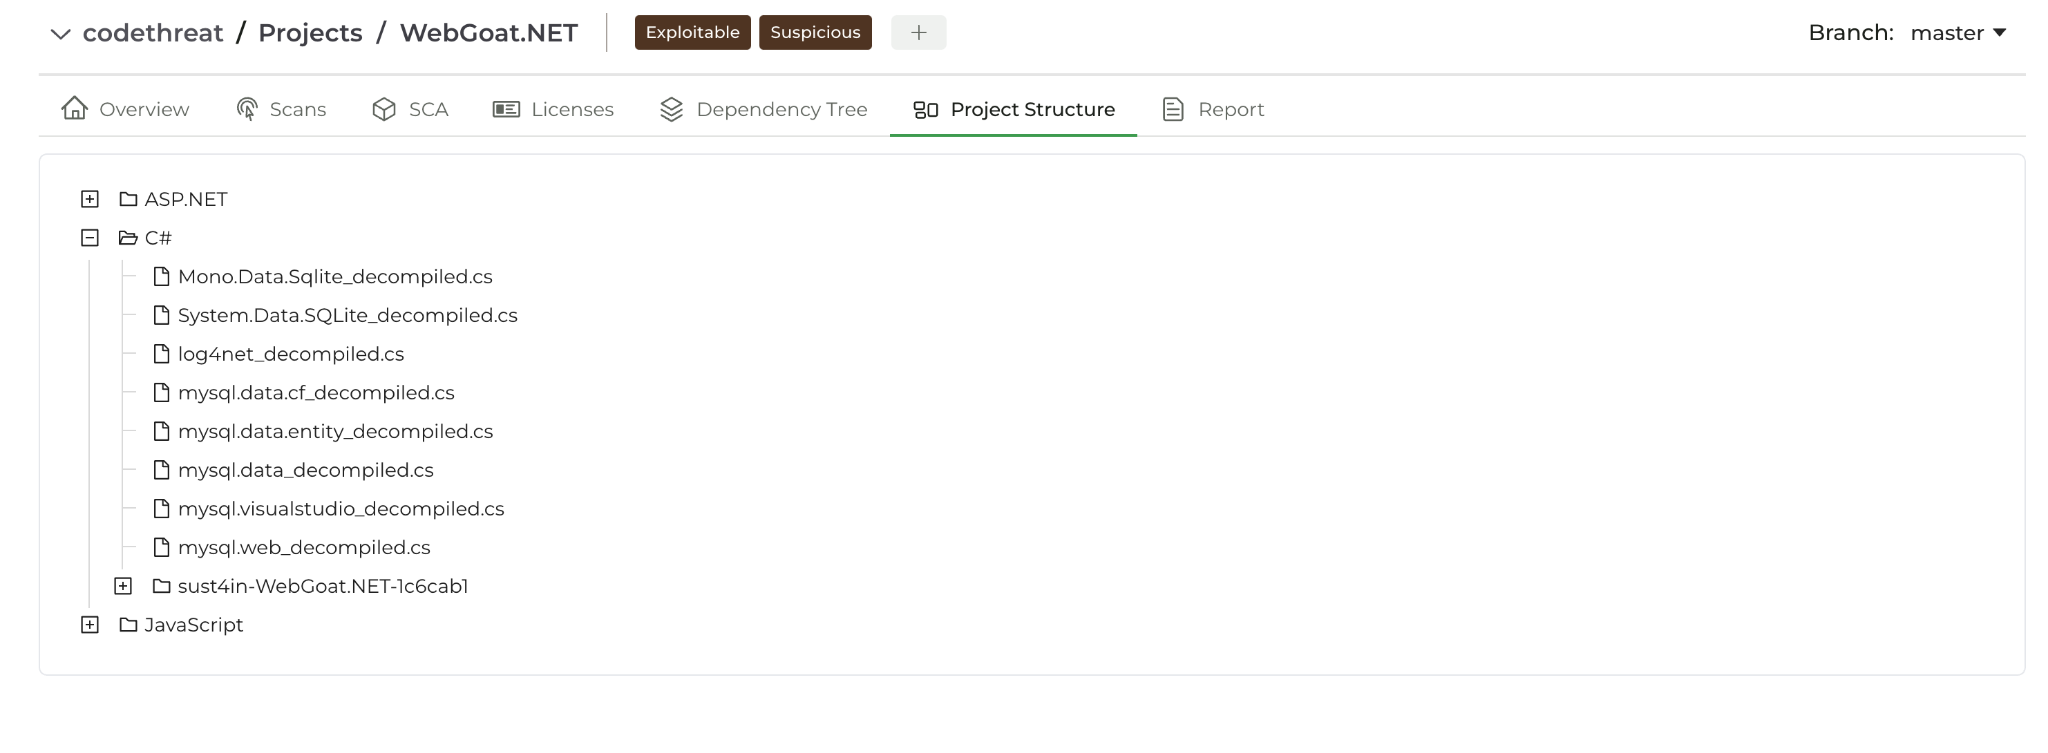 codethreat / Projects / WebGoat.NET Exploitable Suspicious + Branch: master
Overview Scans SCA Licenses Dependency Tree Project Structure Report
ASP.NET
C#
Mono.Data.Sqlite_decompiled.cs
System.Data.SQLite_decompiled.cs
log4net_decompiled.cs
mysql.data.cf_decompiled.cs
mysql.data.entity_decompiled.cs
mysql.data_decompiled.cs
mysql.visualstudio_decompiled.cs
mysql.web_decompiled.cs
sust4in-WebGoat.NET-1c6cab1
JavaScript